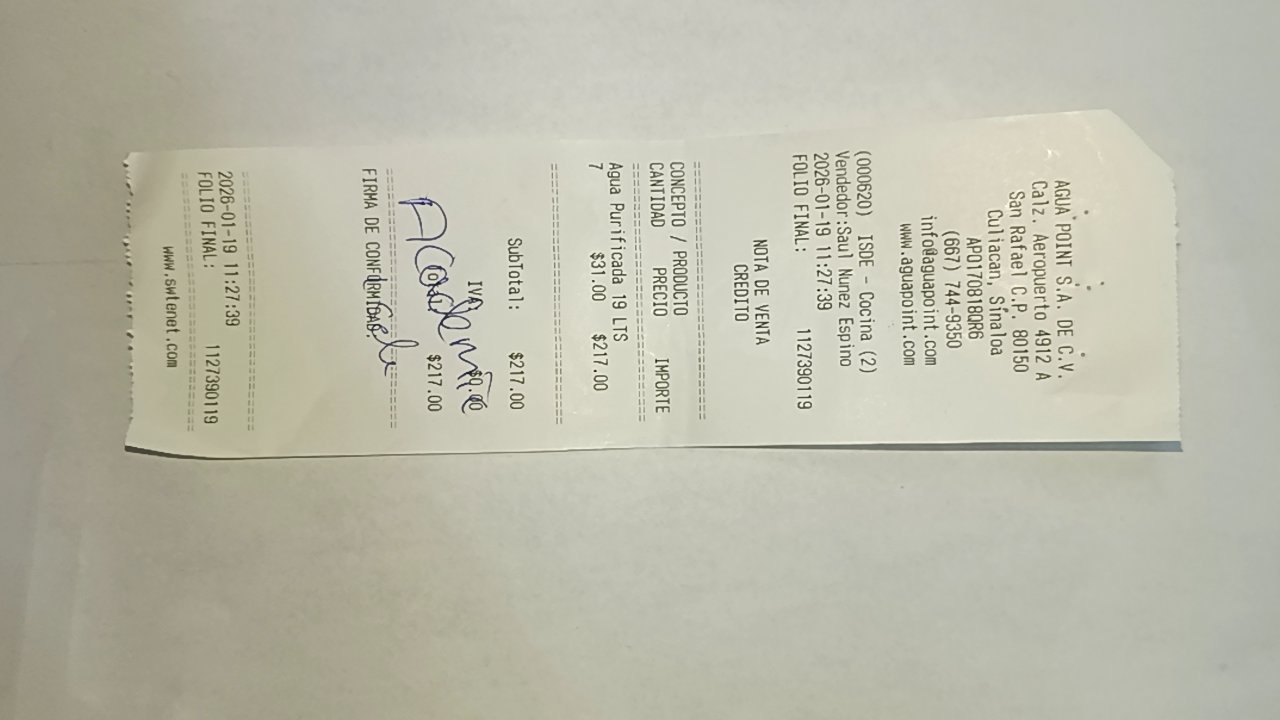 AGUA POINT S.A. DE C.V.
Calz. Aeropuerto 4912 A
San Rafael C.P. 80150
Culiacan, Sinaloa
APO170818QR6
(667) 744-9350
info@aguapoint.com
www.aguapoint.com
(000620) ISDE - Cocina (2)
Vendedor:Saul Nunez Espino
2026-01-19 11:27:39
FOLIO FINAL: 1127390119
NOTA DE VENTA
CREDITO
CONCEPTO / PRODUCTO
CANTIDAD PRECIO IMPORTE
Agua Purificada 19 LTS
7 $31.00 $217.00
SubTotal: $217.00
IVA $0.00
$217.00
Academia
FIRMA DE CONFORMIDAD
2026-01-19 11:27:39
FOLIO FINAL: 1127390119
www.swtenet.com